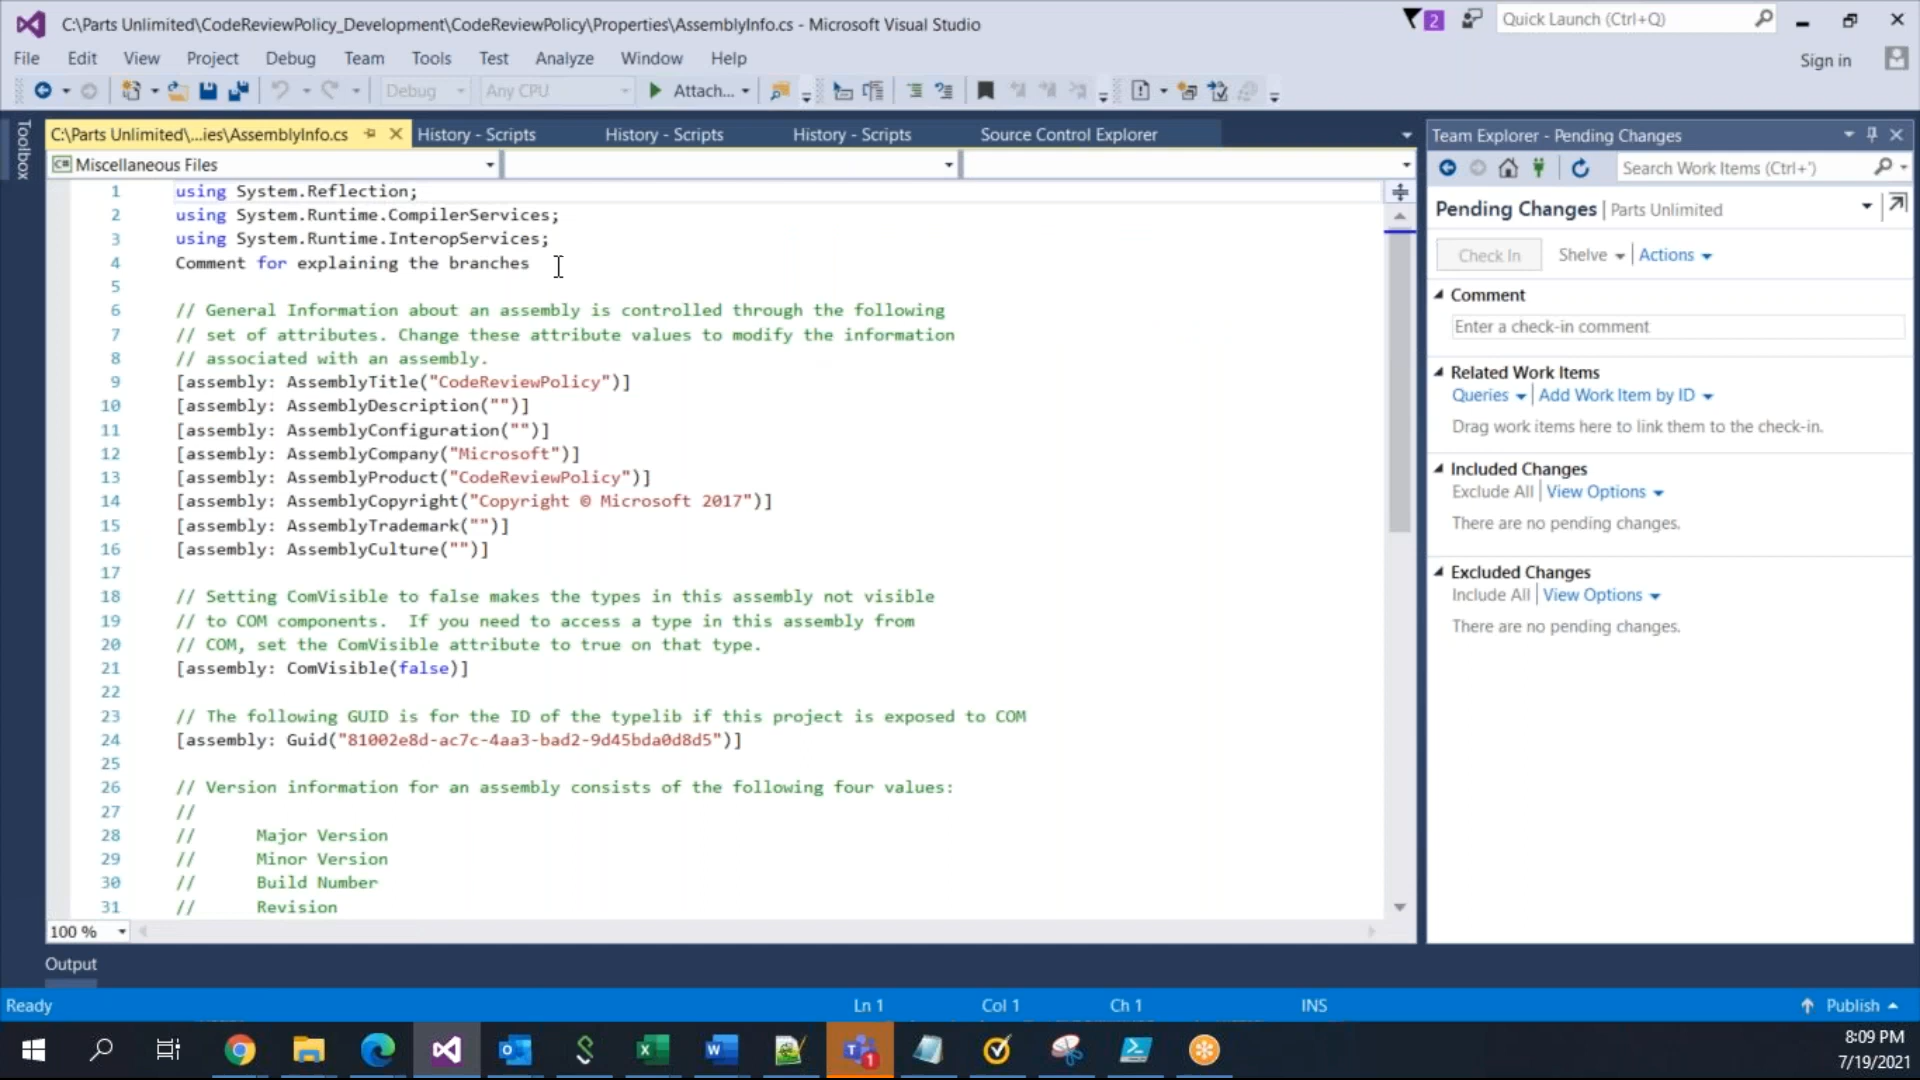 C:\Parts Unlimited\CodeReviewPolicy_Development\CodeReviewPolicy\Properties\AssemblyInfo.cs - Microsoft Visual Studio
2
Quick Launch (Ctrl+Q)
File Edit View Project Debug Team Tools Test Analyze Window Help
Sign in
Debug Any CPU Attach...
Toolbox
C:\Parts Unlimited\...ies\AssemblyInfo.cs History - Scripts History - Scripts History - Scripts Source Control Explorer
C# Miscellaneous Files
1 using System.Reflection;
2 using System.Runtime.CompilerServices;
3 using System.Runtime.InteropServices;
4 Comment for explaining the branches
5
6 // General Information about an assembly is controlled through the following
7 // set of attributes. Change these attribute values to modify the information
8 // associated with an assembly.
9 [assembly: AssemblyTitle("CodeReviewPolicy")]
10 [assembly: AssemblyDescription("")]
11 [assembly: AssemblyConfiguration("")]
12 [assembly: AssemblyCompany("Microsoft")]
13 [assembly: AssemblyProduct("CodeReviewPolicy")]
14 [assembly: AssemblyCopyright("Copyright © Microsoft 2017")]
15 [assembly: AssemblyTrademark("")]
16 [assembly: AssemblyCulture("")]
17
18 // Setting ComVisible to false makes the types in this assembly not visible
19 // to COM components.  If you need to access a type in this assembly from
20 // COM, set the ComVisible attribute to true on that type.
21 [assembly: ComVisible(false)]
22
23 // The following GUID is for the ID of the typelib if this project is exposed to COM
24 [assembly: Guid("81002e8d-ac7c-4aa3-bad2-9d45bda0d8d5")]
25
26 // Version information for an assembly consists of the following four values:
27 //
28 //      Major Version
29 //      Minor Version
30 //      Build Number
31 //      Revision
100 %
Team Explorer - Pending Changes
Search Work Items (Ctrl+')
Pending Changes | Parts Unlimited
Check In Shelve | Actions
Comment
Enter a check-in comment
Related Work Items
Queries | Add Work Item by ID
Drag work items here to link them to the check-in.
Included Changes
Exclude All | View Options
There are no pending changes.
Excluded Changes
Include All | View Options
There are no pending changes.
Output
Ready Ln 1 Col 1 Ch 1 INS Publish
1
8:09 PM
7/19/2021